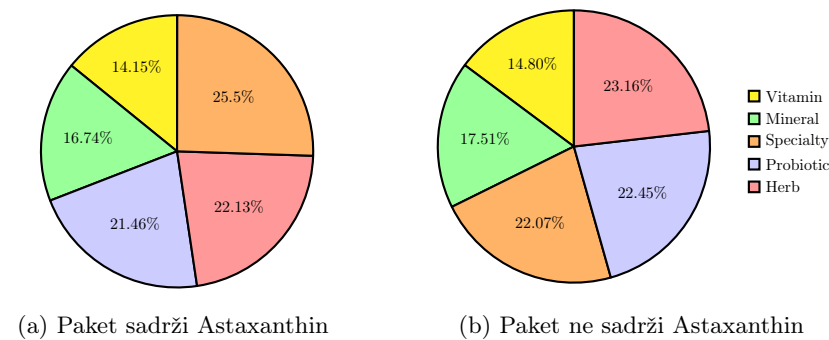 14.15%
25.5%
16.74%
21.46%
22.13%
(a) Paket sadrži Astaxanthin
14.80%
23.16%
17.51%
22.45%
22.07%
(b) Paket ne sadrži Astaxanthin
Vitamin
Mineral
Specialty
Probiotic
Herb